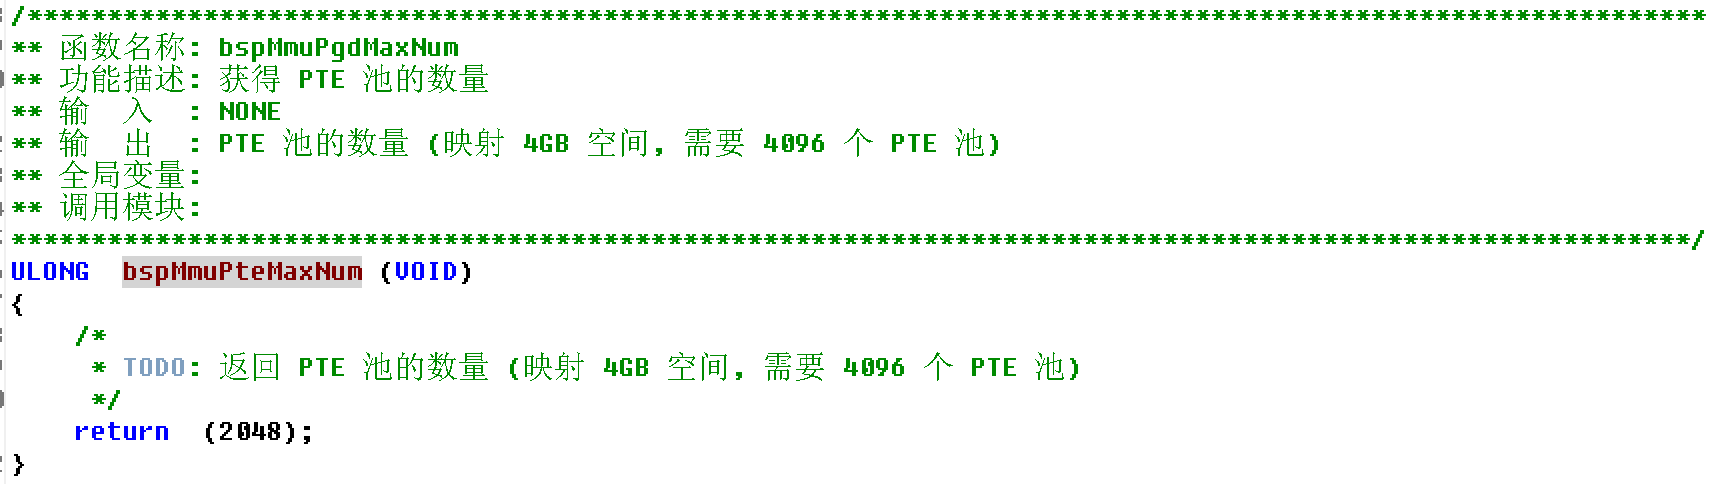 /*********************************************************************************************************
** 函数名称: bspMmuPgdMaxNum
** 功能描述: 获得 PTE 池的数量
** 输  入  : NONE
** 输  出  : PTE 池的数量 (映射 4GB 空间, 需要 4096 个 PTE 池)
** 全局变量:
** 调用模块:
*********************************************************************************************************/
ULONG  bspMmuPteMaxNum (VOID)
{
    /*
     * TODO: 返回 PTE 池的数量 (映射 4GB 空间, 需要 4096 个 PTE 池)
     */
    return  (2048);
}